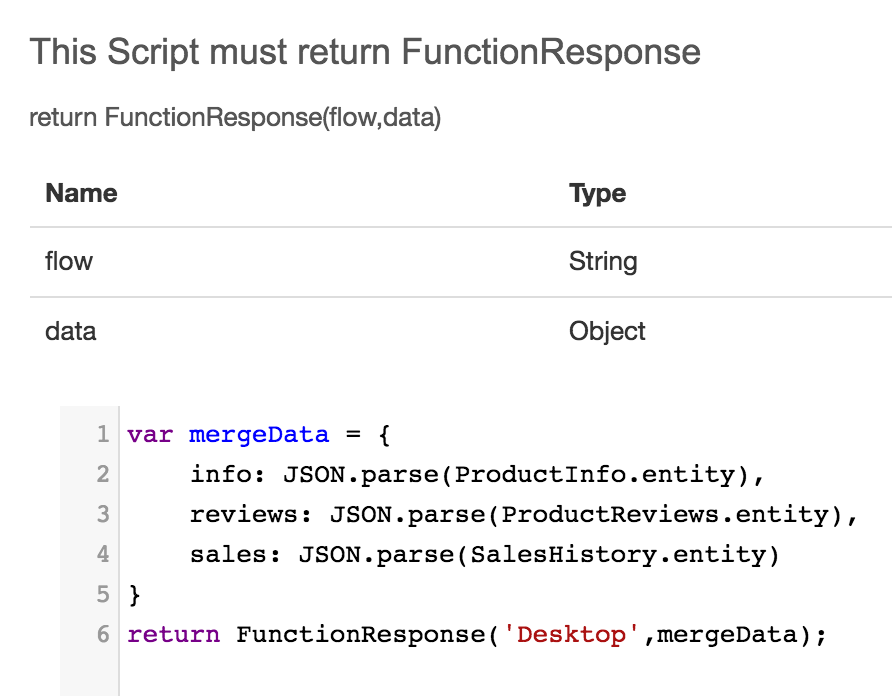 This Script must return FunctionResponse
return FunctionResponse(flow,data)
Name Type
flow String
data Object
1 var mergeData = {
2     info: JSON.parse(ProductInfo.entity),
3     reviews: JSON.parse(ProductReviews.entity),
4     sales: JSON.parse(SalesHistory.entity)
5 }
6 return FunctionResponse('Desktop',mergeData);